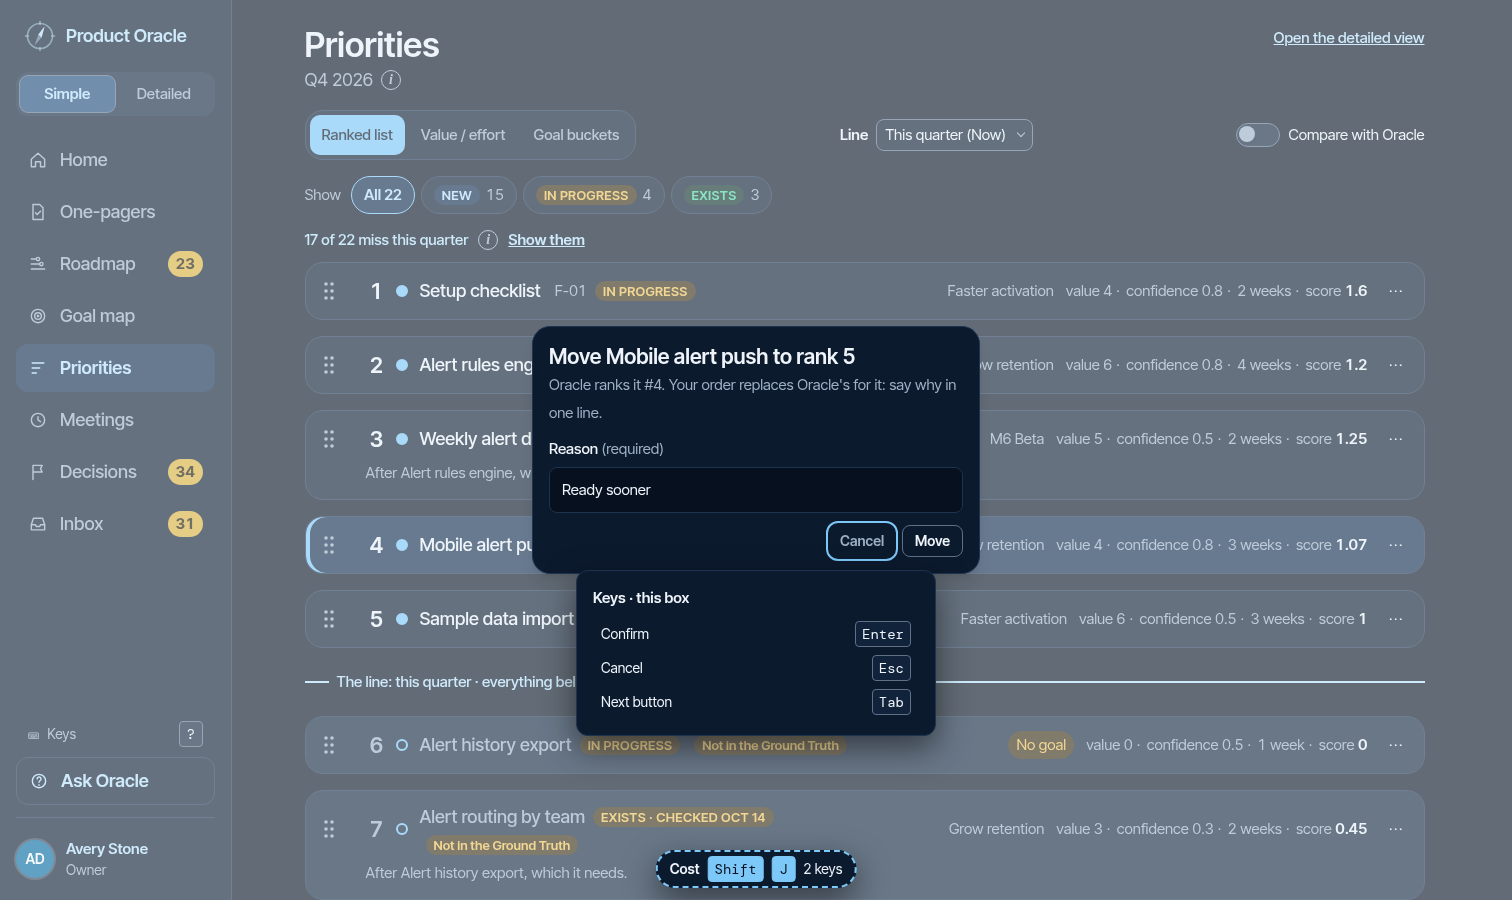 Product Oracle
Simple
Detailed
Home
One-pagers
Roadmap 23
Goal map
Priorities
Meetings
Decisions 34
Inbox 31
Keys ?
Ask Oracle
AD
Avery Stone
Owner
Priorities
Open the detailed view
Q4 2026 i
Ranked list
Value / effort
Goal buckets
Line This quarter (Now)
Compare with Oracle
Show All 22 NEW 15 IN PROGRESS 4 EXISTS 3
17 of 22 miss this quarter i Show them
1 Setup checklist F-01 IN PROGRESS Faster activation value 4 · confidence 0.8 · 2 weeks · score 1.6 ···
2 Alert rules eng retention value 6 · confidence 0.8 · 4 weeks · score 1.2 ···
3 Weekly alert d M6 Beta value 5 · confidence 0.5 · 2 weeks · score 1.25 ···
After Alert rules engine, w
4 Mobile alert pu retention value 4 · confidence 0.8 · 3 weeks · score 1.07 ···
5 Sample data import Faster activation value 6 · confidence 0.5 · 3 weeks · score 1 ···
The line: this quarter · everything bel
6 Alert history export IN PROGRESS Not in the Ground Truth No goal value 0 · confidence 0.5 · 1 week · score 0 ···
7 Alert routing by team EXISTS · CHECKED OCT 14
Not in the Ground Truth
Grow retention value 3 · confidence 0.3 · 2 weeks · score 0.45 ···
After Alert history export, which it needs.
Move Mobile alert push to rank 5
Oracle ranks it #4. Your order replaces Oracle's for it: say why in
one line.
Reason (required)
Ready sooner
Cancel
Move
Keys · this box
Confirm Enter
Cancel Esc
Next button Tab
Cost Shift J 2 keys